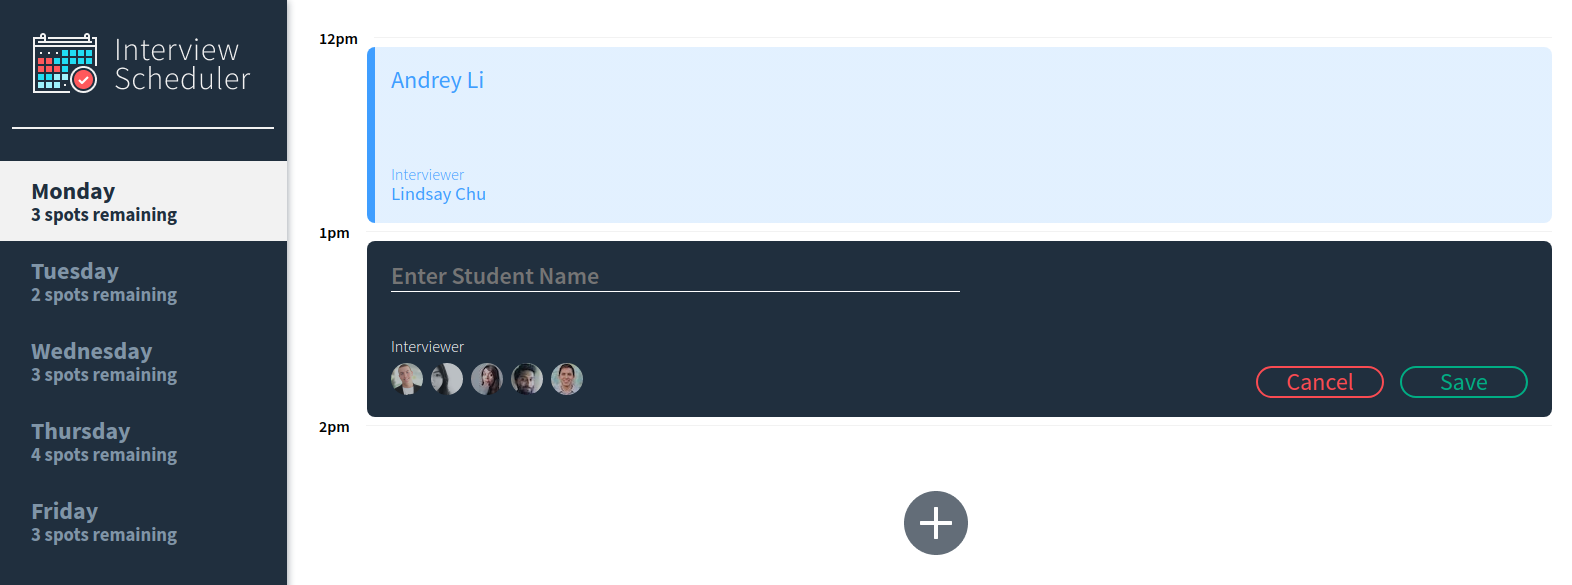 Interview
Scheduler
Monday
3 spots remaining
Tuesday
2 spots remaining
Wednesday
3 spots remaining
Thursday
4 spots remaining
Friday
3 spots remaining
12pm
Andrey Li
Interviewer
Lindsay Chu
1pm
Enter Student Name
Interviewer
Cancel Save
2pm